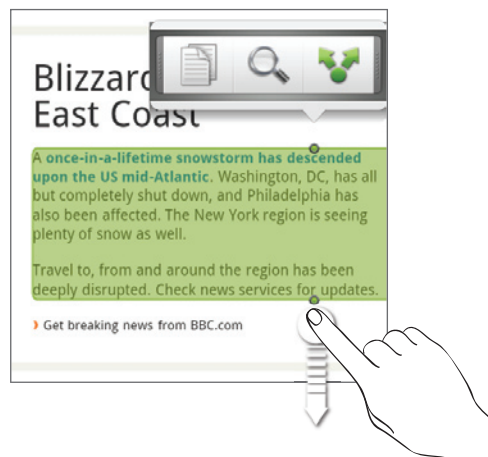 Blizzard
East Coast
A once-in-a-lifetime snowstorm has descended
upon the US mid-Atlantic. Washington, DC, has all
but completely shut down, and Philadelphia has
also been affected. The New York region is seeing
plenty of snow as well.
Travel to, from and around the region has been
deeply disrupted. Check news services for updates.
Get breaking news from BBC.com